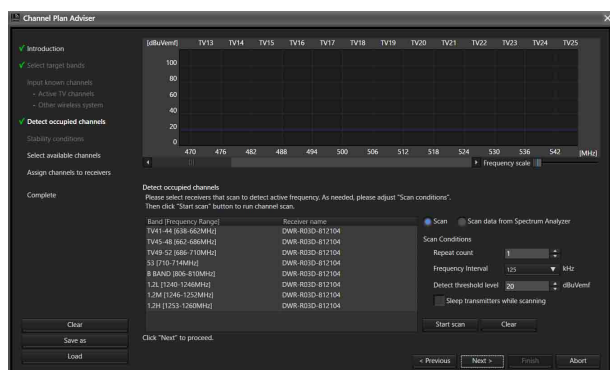 Channel Plan Adviser
Introduction
Select target bands
Input known channels
- Active TV channels
- Other wireless system
Detect occupied channels
Stability conditions
Select available channels
Assign channels to receivers
Complete
Clear
Save as
Load
[dBuVemf] TV13 TV14 TV15 TV16 TV17 TV18 TV19 TV20 TV21 TV22 TV23 TV24 TV25
100
80
60
40
20
0
470 476 482 488 494 500 506 512 518 524 530 536 542 [MHz]
Frequency scale
Detect occupied channels
Please select receivers that scan to detect active frequency. As needed, please adjust "Scan conditions".
Then click "Start scan" button to run channel scan.
Band [Frequency Range] Receiver name
TV41-44 [638-662MHz] DWR-R03D-812104
TV45-48 [662-686MHz] DWR-R03D-812104
TV49-52 [686-710MHz] DWR-R03D-812104
53 [710-714MHz] DWR-R03D-812104
B BAND [806-810MHz] DWR-R03D-812104
1.2L [1240-1246MHz] DWR-R03D-812104
1.2M [1246-1252MHz] DWR-R03D-812104
1.2H [1253-1260MHz] DWR-R03D-812104
Scan Scan data from Spectrum Analyzer
Scan Conditions
Repeat count 1
Frequency Interval 125 kHz
Detect threshold level 20 dBuVemf
Sleep transmitters while scanning
Start scan Clear
Click "Next" to proceed.
< Previous Next > Finish Abort